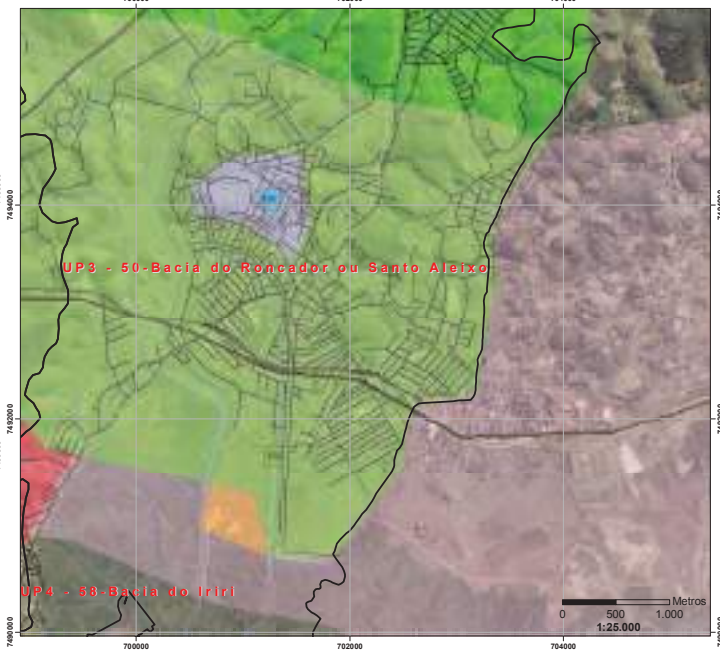 7494000
UP3 - 50-Bacia do Roncador ou Santo Aleixo
7492000
UP4 - 58-Bacia do Iriri
Metros
0 500 1.000
1:25.000
7490000
700000 702000 704000